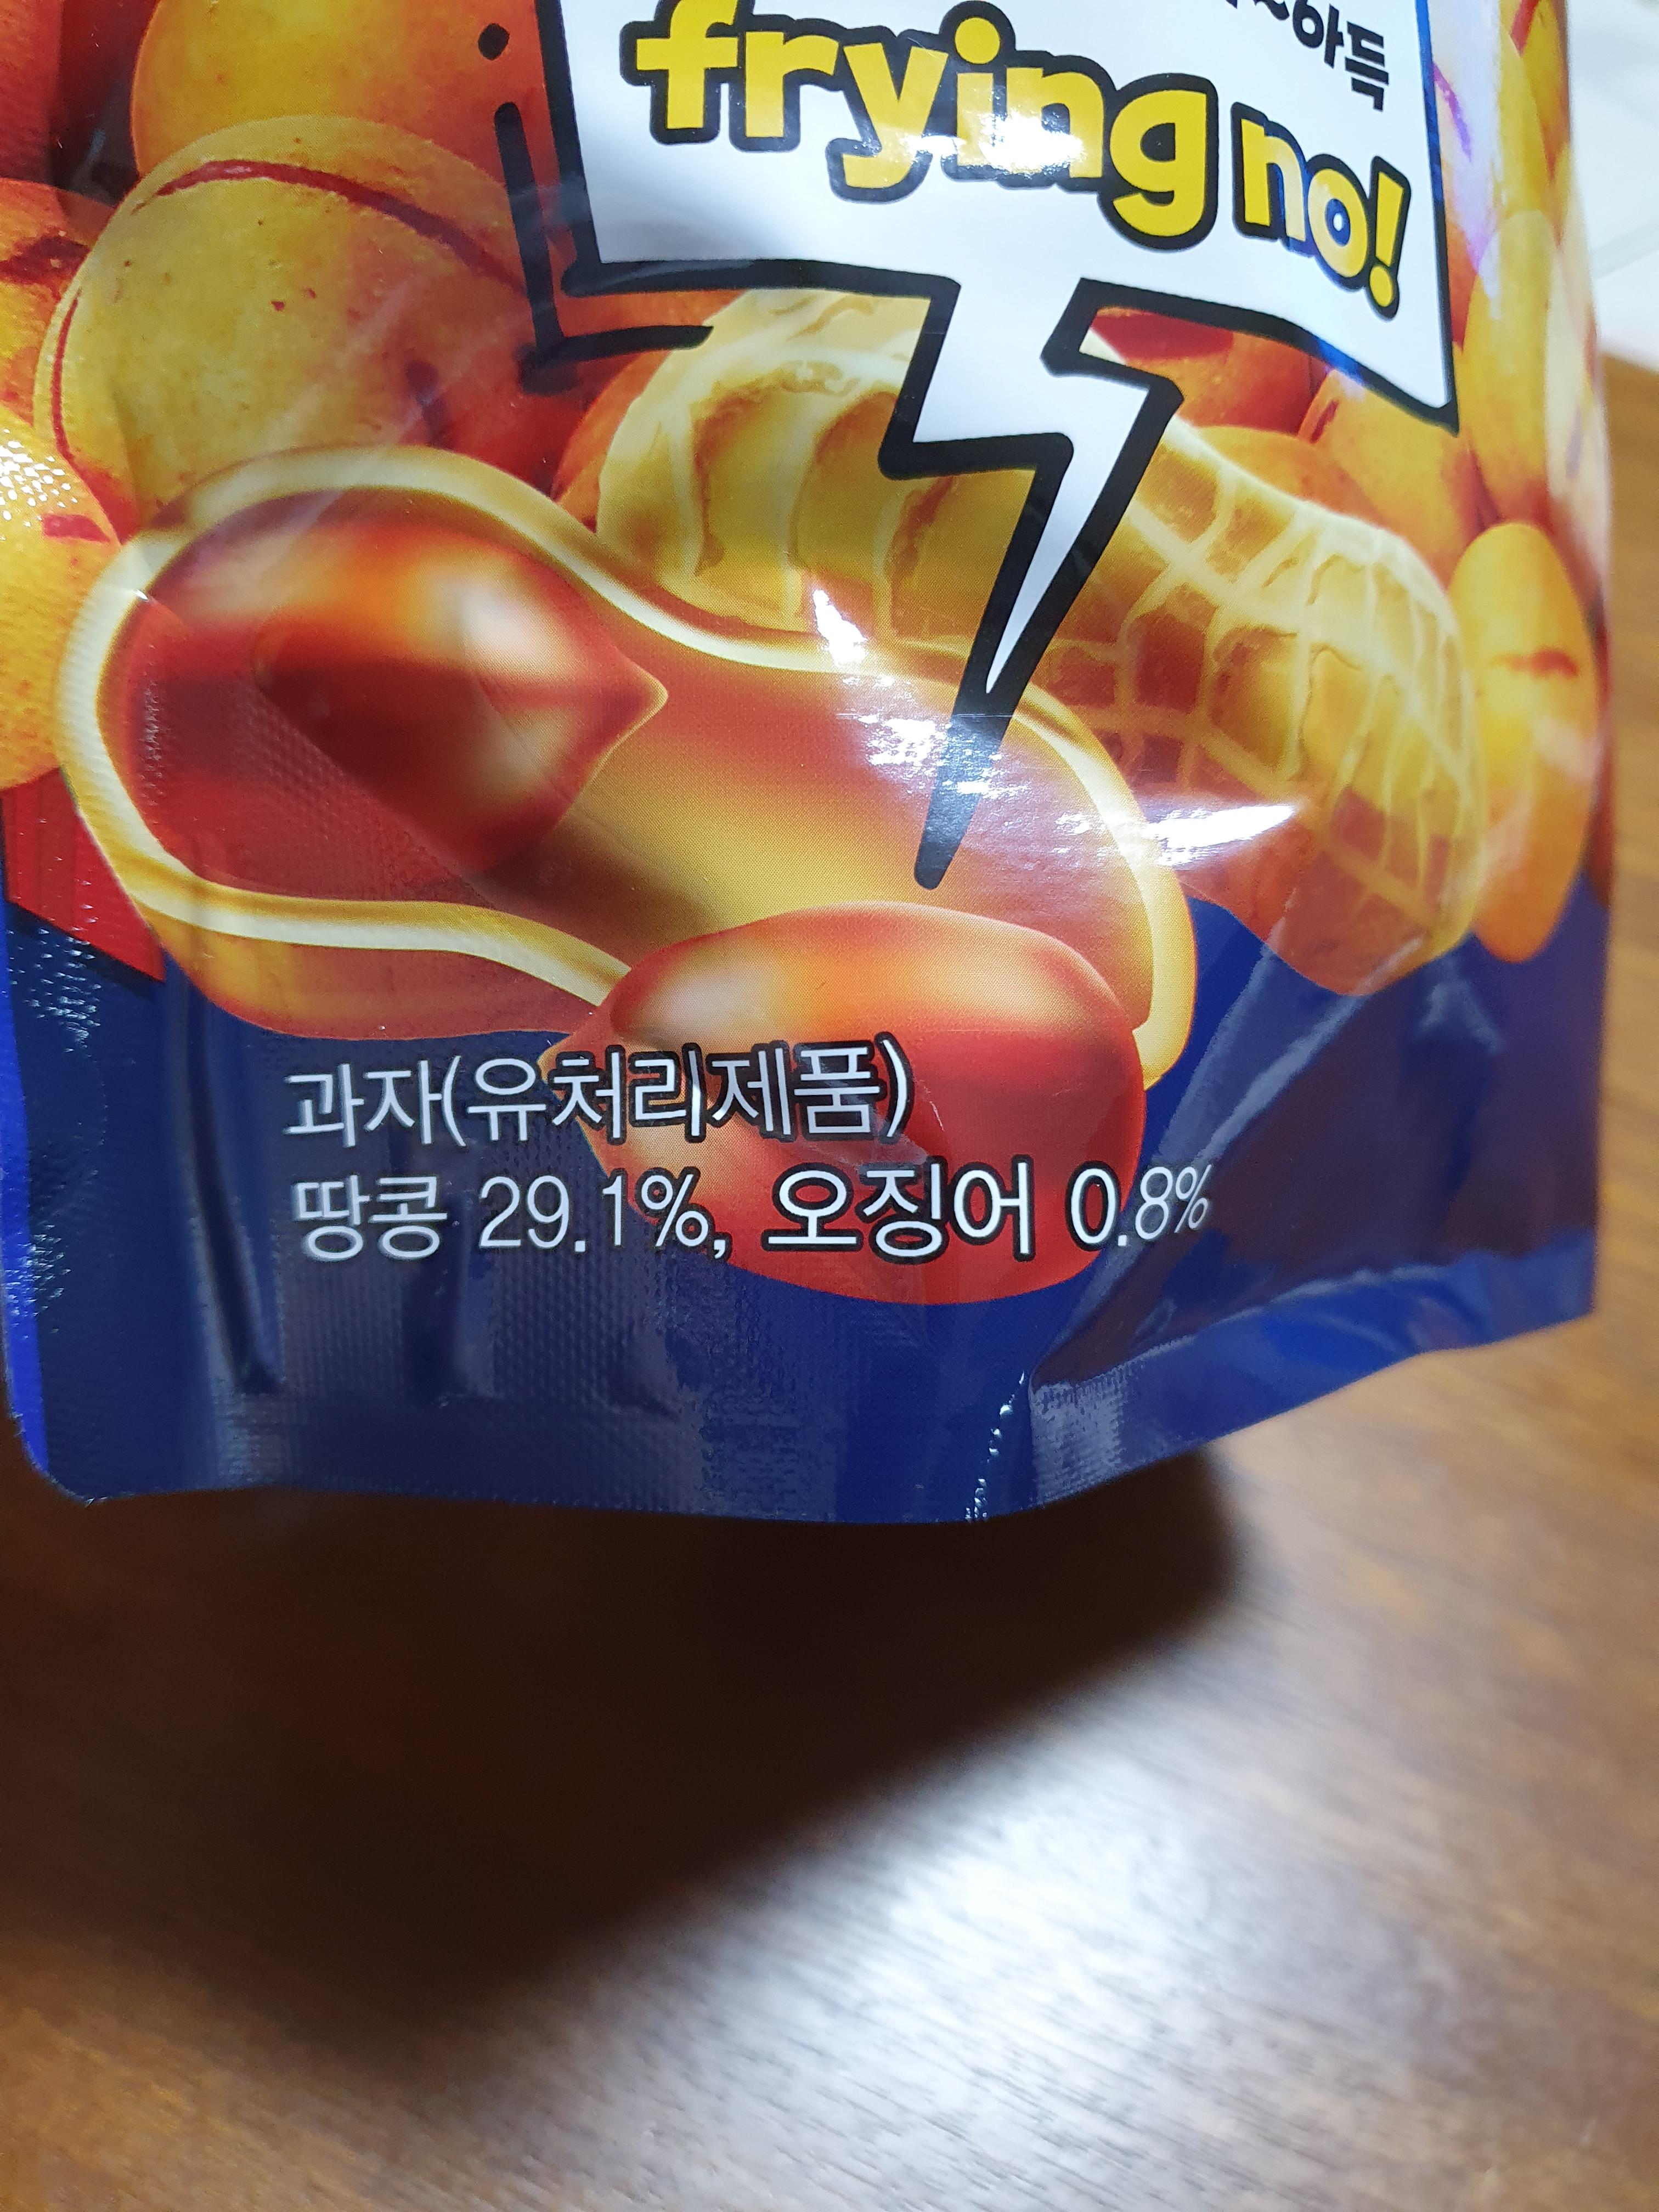 frying no!
과자(유처리제품)
땅콩 29.1%, 오징어 0.8%